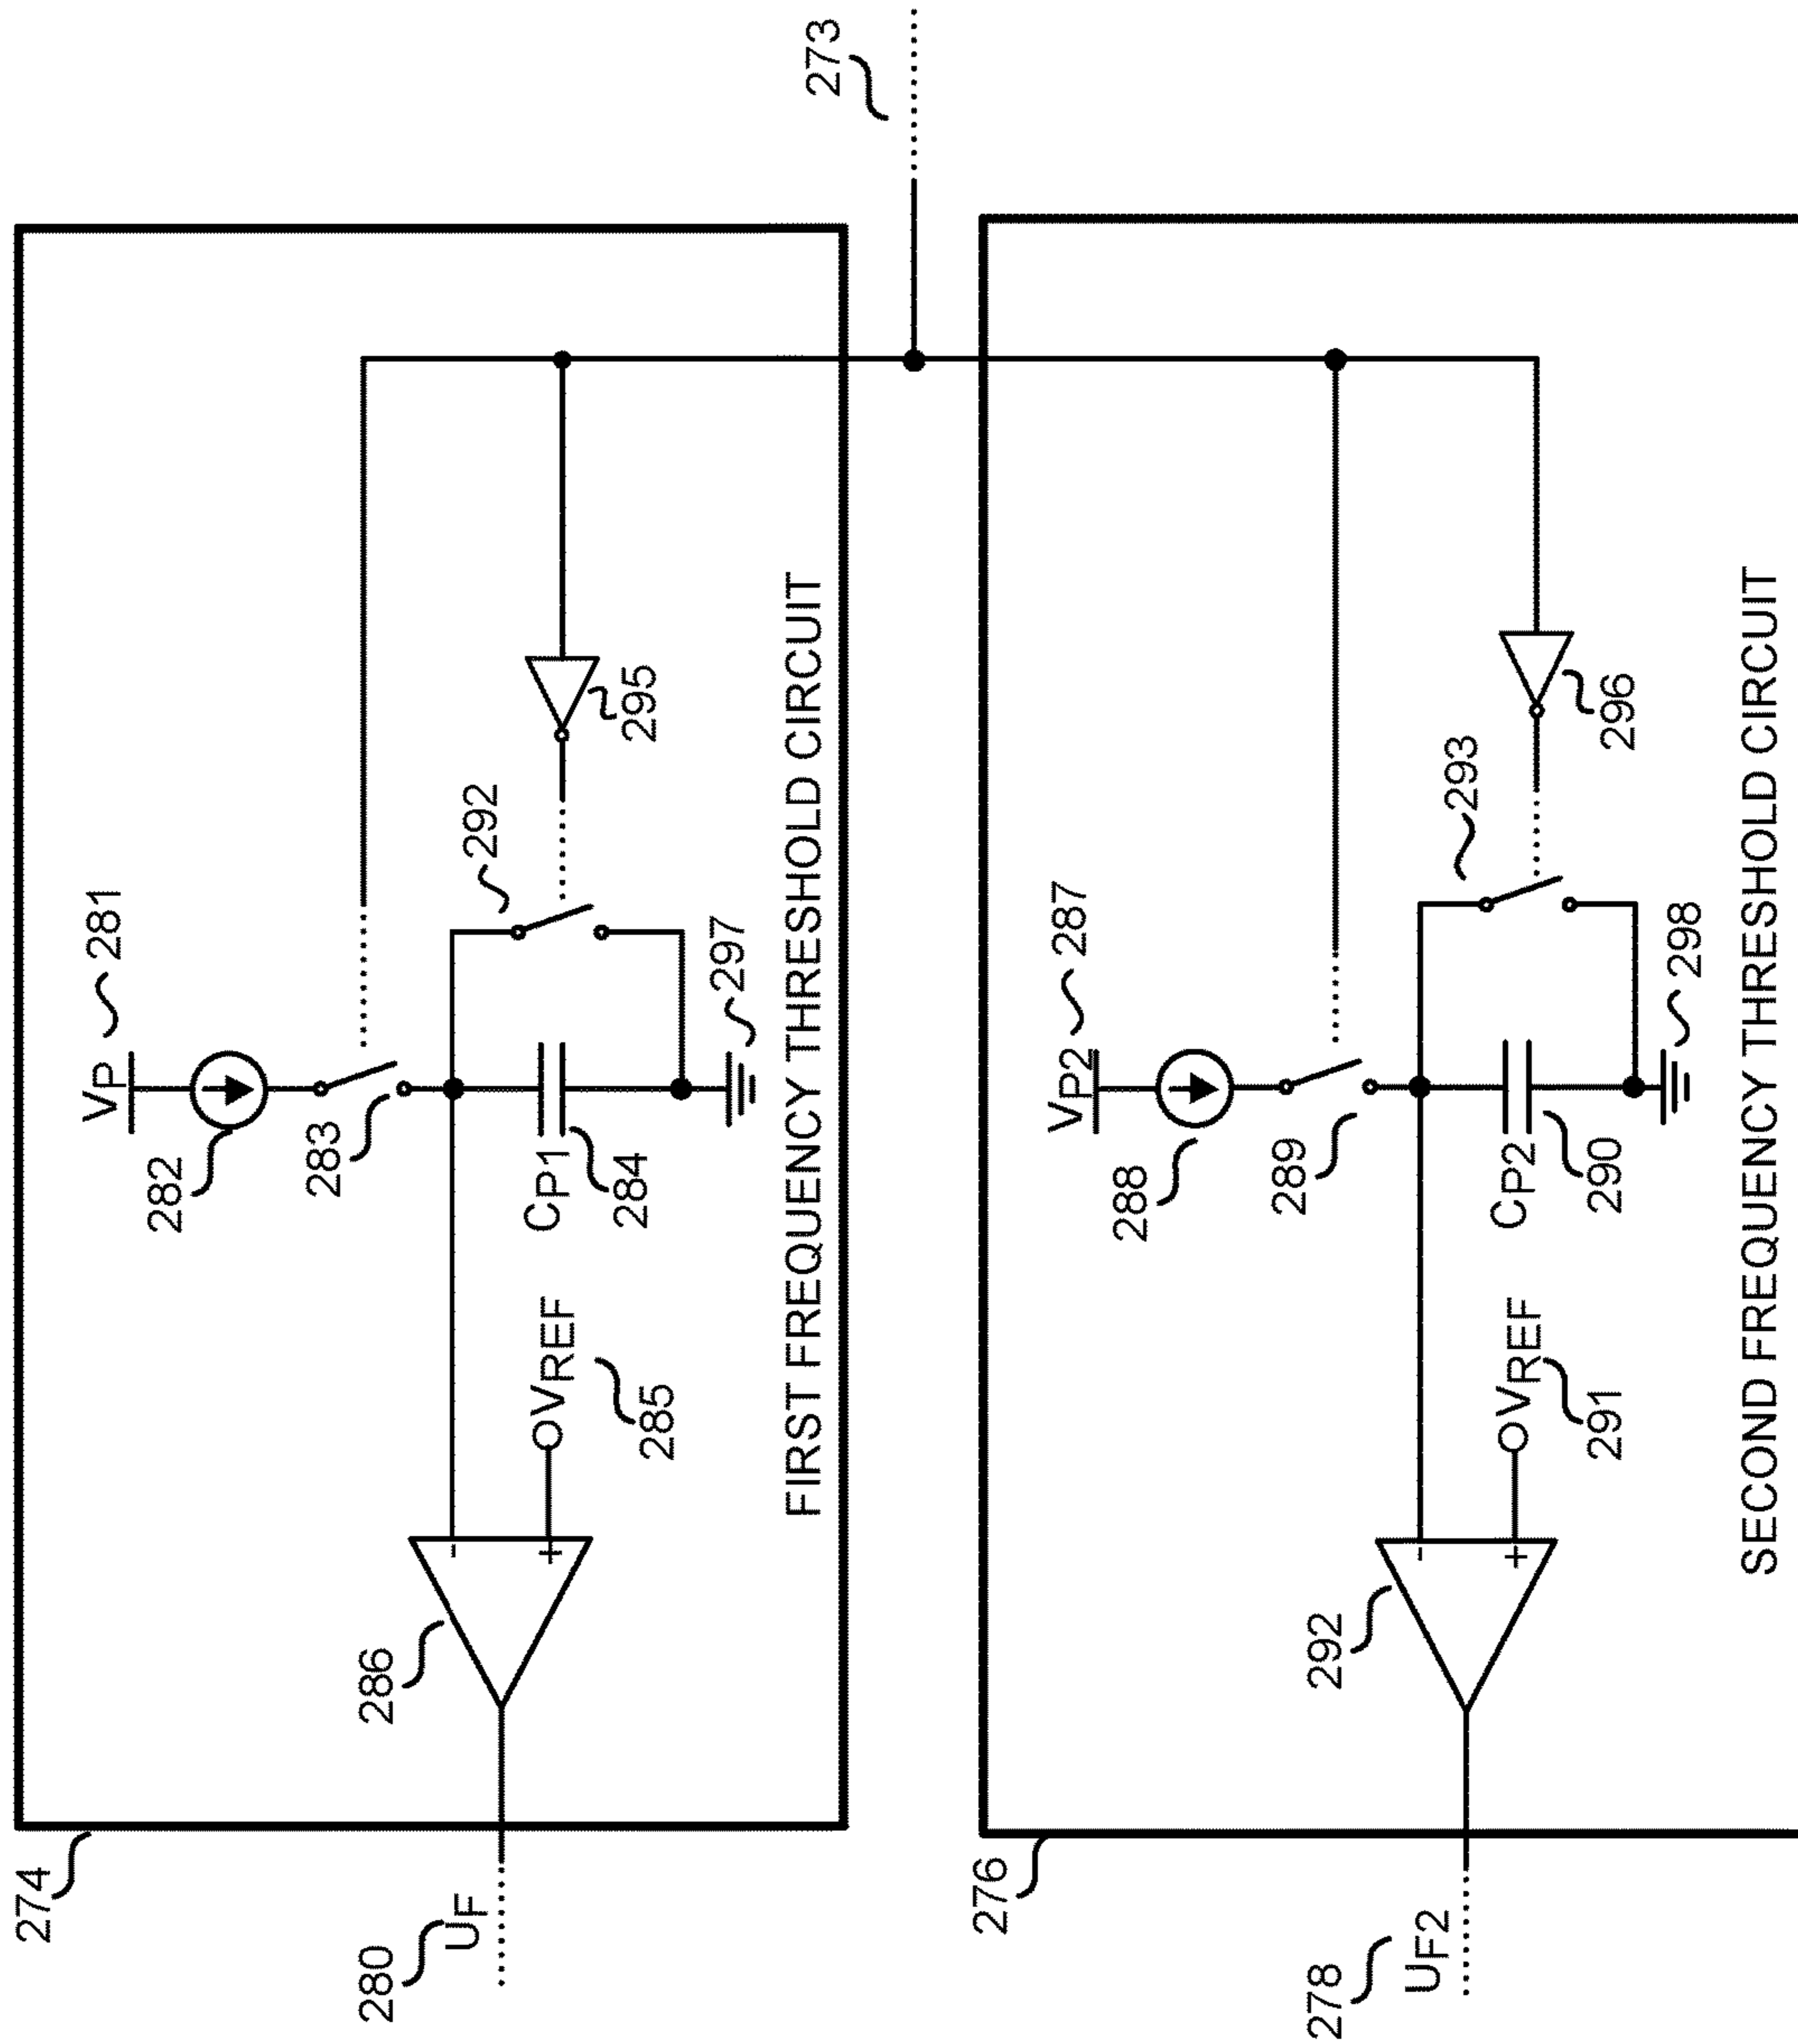 274
VP
281
282
283
292
295
CP1
284
297
VREF
285
286
-
+
UF
280
FIRST FREQUENCY THRESHOLD CIRCUIT
273
276
VP2
287
288
289
293
296
CP2
290
298
VREF
291
292
-
+
UF2
278
SECOND FREQUENCY THRESHOLD CIRCUIT